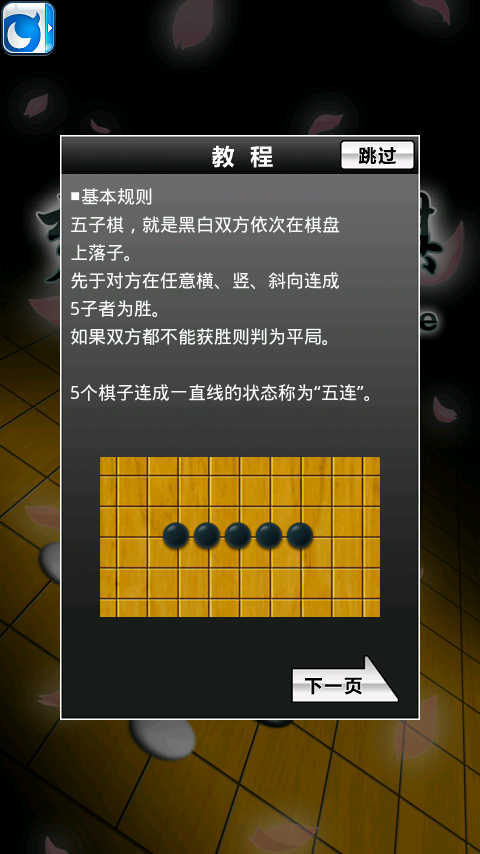 教 程
跳过
■基本规则
五子棋，就是黑白双方依次在棋盘
上落子。
先于对方在任意横、竖、斜向连成
5子者为胜。
如果双方都不能获胜则判为平局。
5个棋子连成一直线的状态称为“五连”。
下一页
棋
e